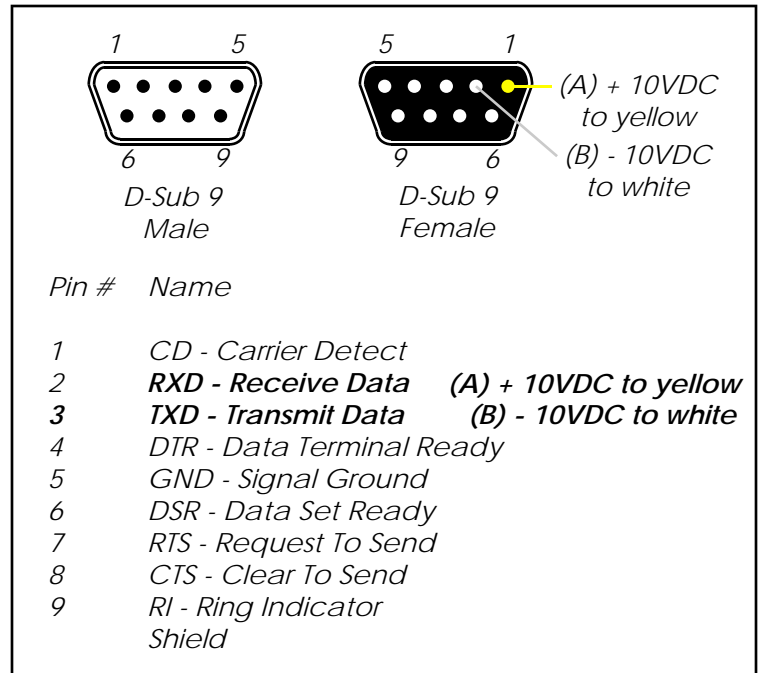 1 5 5 1
(A) + 10VDC
to yellow
(B) - 10VDC
to white
6 9 9 6
D-Sub 9
Male
D-Sub 9
Female
Pin # Name
1 CD - Carrier Detect
2 RXD - Receive Data (A) + 10VDC to yellow
3 TXD - Transmit Data (B) - 10VDC to white
4 DTR - Data Terminal Ready
5 GND - Signal Ground
6 DSR - Data Set Ready
7 RTS - Request To Send
8 CTS - Clear To Send
9 RI - Ring Indicator
Shield